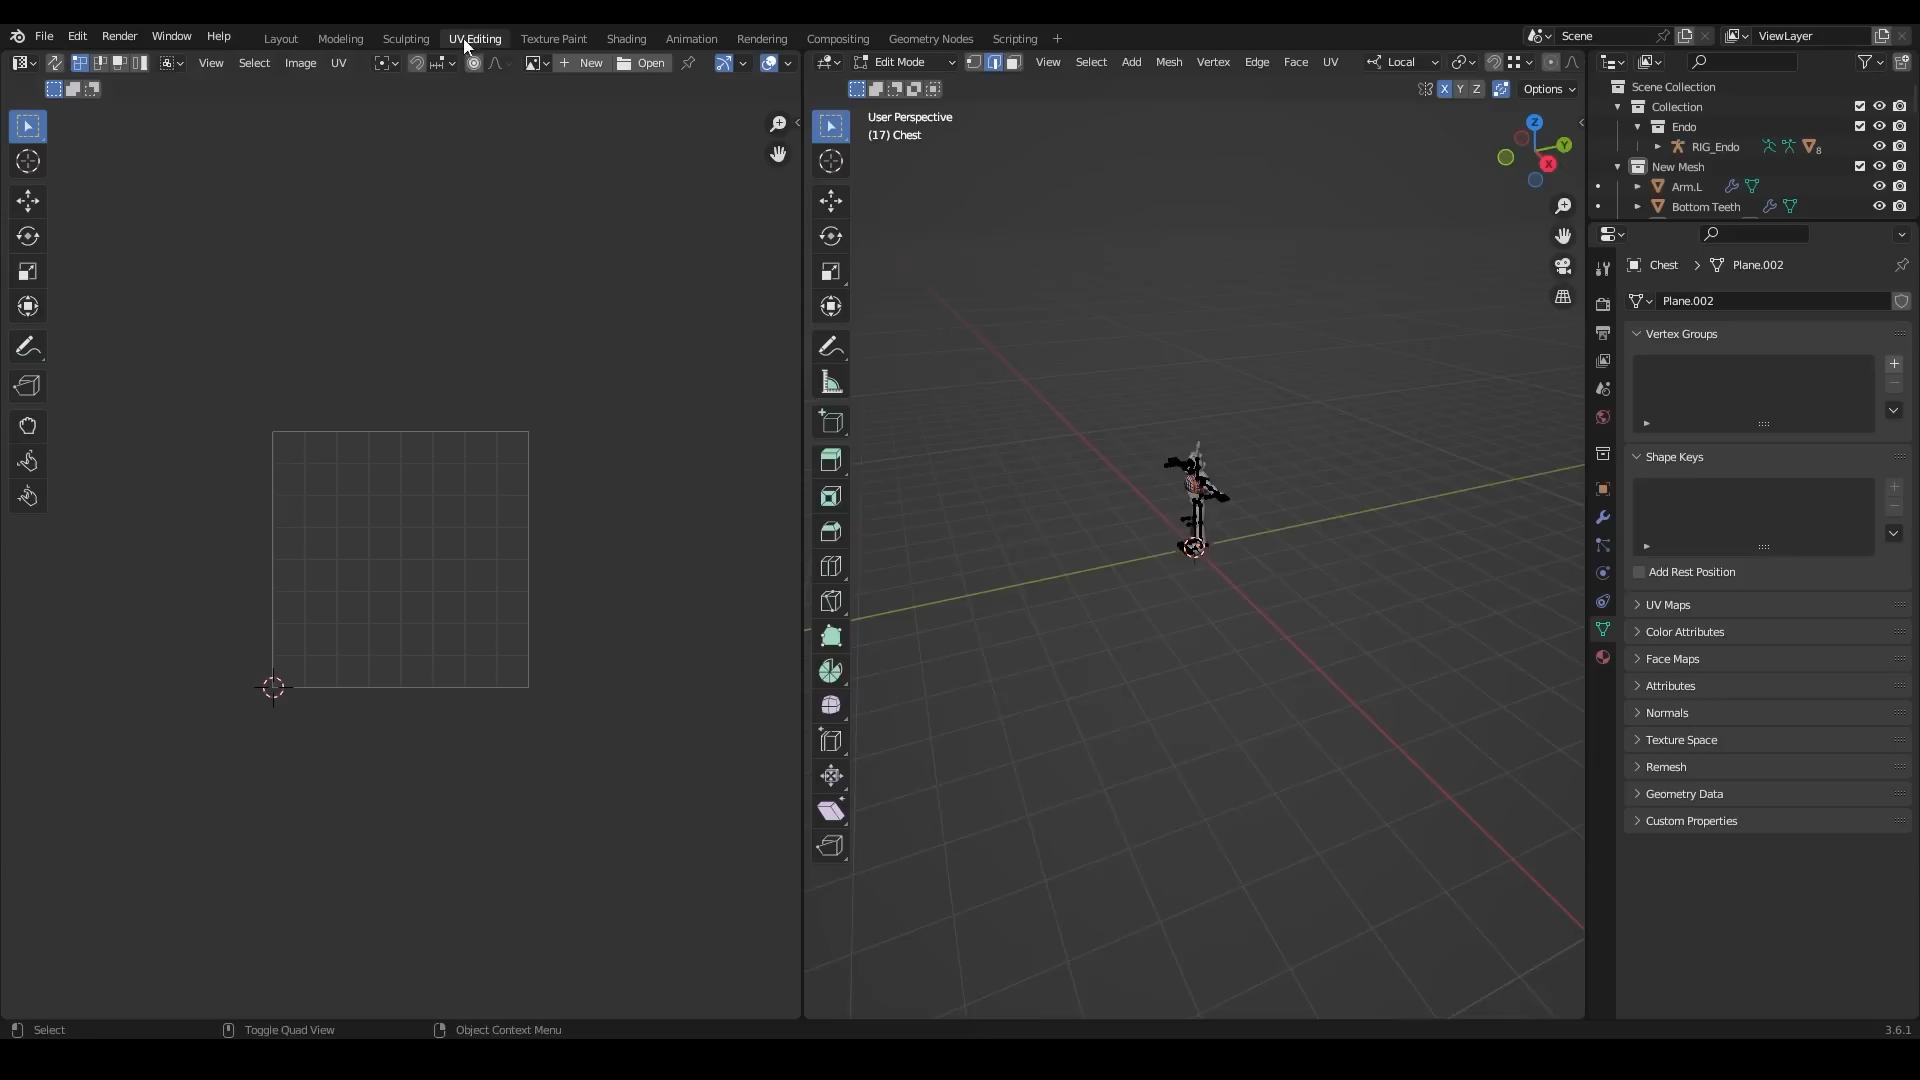 File Edit Render Window Help Layout Modeling Sculpting UV Editing Texture Paint Shading Animation Rendering Compositing Geometry Nodes Scripting + Scene ViewLayer
View Select Image UV New Open Edit Mode View Select Add Mesh Vertex Edge Face UV Local
X Y Z Options
User Perspective
(17) Chest
Z
Y
X
Scene Collection
Collection
Endo
RIG_Endo 8
New Mesh
Arm.L
Bottom Teeth
Chest > Plane.002
Plane.002
Vertex Groups
Shape Keys
Add Rest Position
UV Maps
Color Attributes
Face Maps
Attributes
Normals
Texture Space
Remesh
Geometry Data
Custom Properties
Select Toggle Quad View Object Context Menu 3.6.1